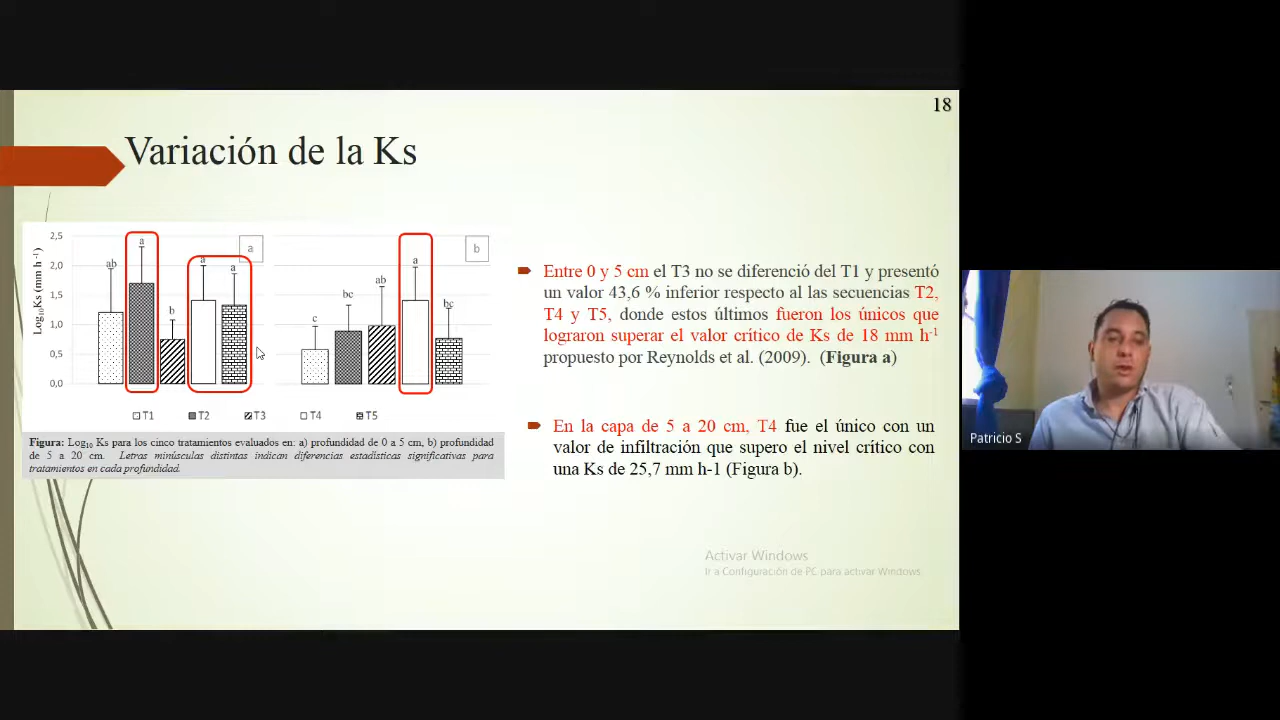 18
Variación de la Ks
Log10Ks (mm h -1)
2,5
2,0
1,5
1,0
0,5
0,0
ab
a
b
a
a
a
c
bc
ab
a
bc
b
T1
T2
T3
T4
T5
Figura: Log10 Ks para los cinco tratamientos evaluados en: a) profundidad de 0 a 5 cm, b) profundidad
de 5 a 20 cm. Letras minúsculas distintas indican diferencias estadísticas significativas para
tratamientos en cada profundidad.
Entre 0 y 5 cm el T3 no se diferenció del T1 y presentó
un valor 43,6 % inferior respecto al las secuencias T2,
T4 y T5, donde estos últimos fueron los únicos que
lograron superar el valor crítico de Ks de 18 mm h-1
propuesto por Reynolds et al. (2009). (Figura a)
En la capa de 5 a 20 cm, T4 fue el único con un
valor de infiltración que supero el nivel crítico con
una Ks de 25,7 mm h-1 (Figura b).
Activar Windows
Ir a Configuración de PC para activar Windows.
Patricio S